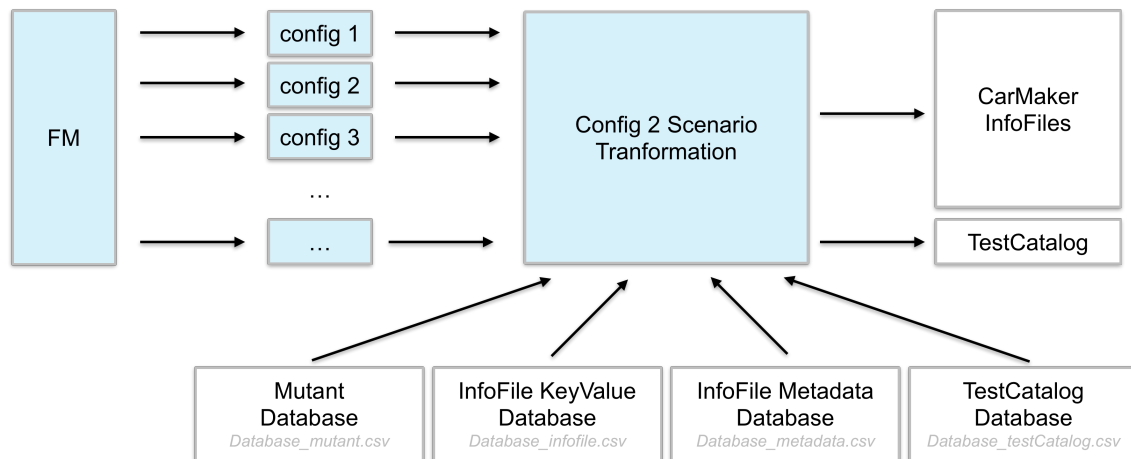 FM
config 1
config 2
config 3
...
...
Config 2 Scenario
Tranformation
CarMaker
InfoFiles
TestCatalog
Mutant
Database
Database_mutant.csv
InfoFile KeyValue
Database
Database_infofile.csv
InfoFile Metadata
Database
Database_metadata.csv
TestCatalog
Database
Database_testCatalog.csv